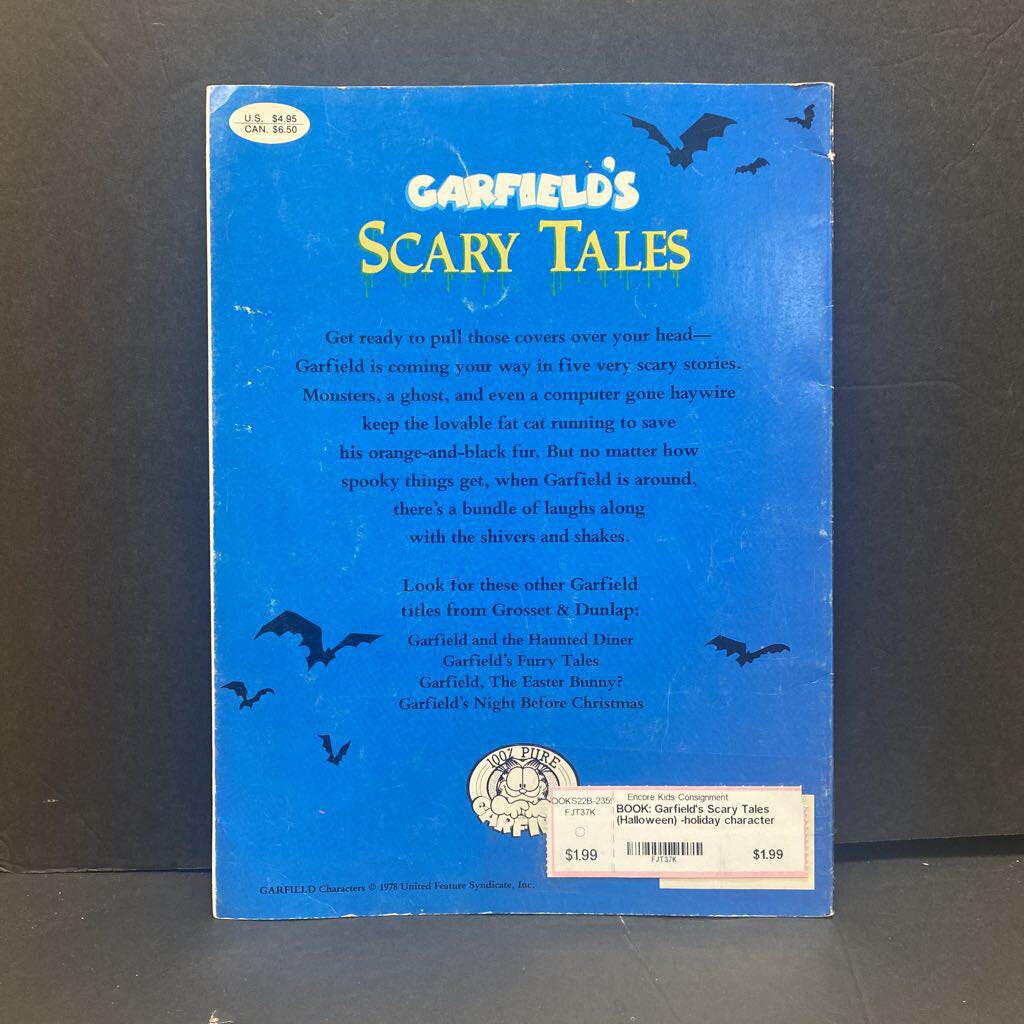 U.S. $4.95
CAN. $6.50
GARFIELD'S
SCARY TALES
Get ready to pull those covers over your head—
Garfield is coming your way in five very scary stories.
Monsters, a ghost, and even a computer gone haywire
keep the lovable fat cat running to save
his orange-and-black fur. But no matter how
spooky things get, when Garfield is around,
there's a bundle of laughs along
with the shivers and shakes.
Look for these other Garfield
titles from Grosset & Dunlap:
Garfield and the Haunted Diner
Garfield's Furry Tales
Garfield, The Easter Bunny?
Garfield's Night Before Christmas
100% PURE
GARFI
OOKS22B-235
FJT37K
$1.99
Encore Kids Consignment
BOOK: Garfield's Scary Tales
(Halloween) -holiday character
FJT37K
$1.99
GARFIELD Characters © 1978 United Feature Syndicate, Inc.